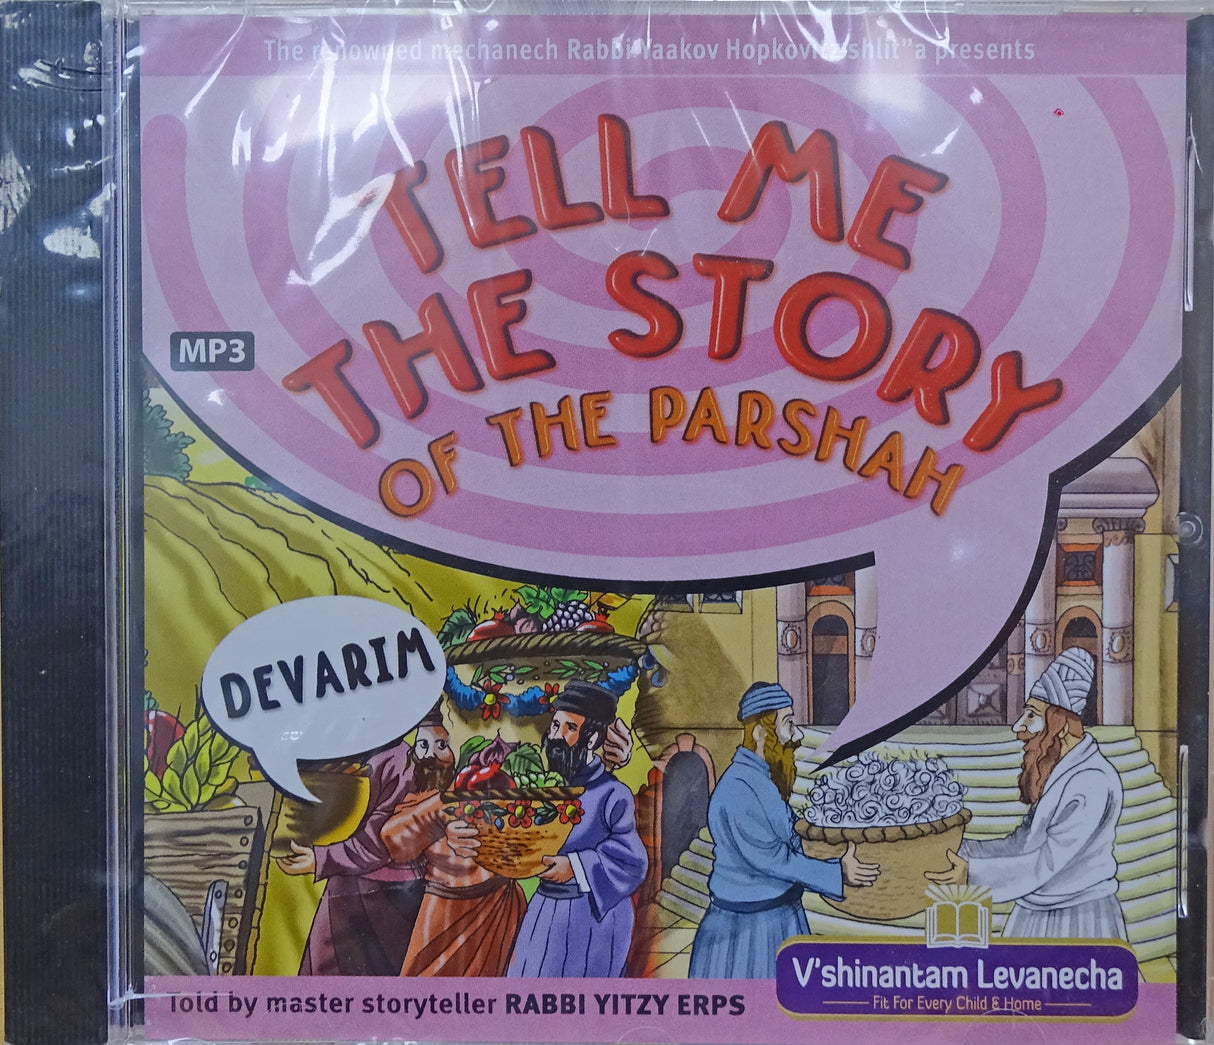 The renowned mechanech Rabbi Yaakov Hopkovitz shlit"a presents
TELL ME
THE STORY
OF THE PARSHAH
MP3
DEVARIM
V'shinantam Levanecha
Fit For Every Child & Home
Told by master storyteller RABBI YITZY ERPS